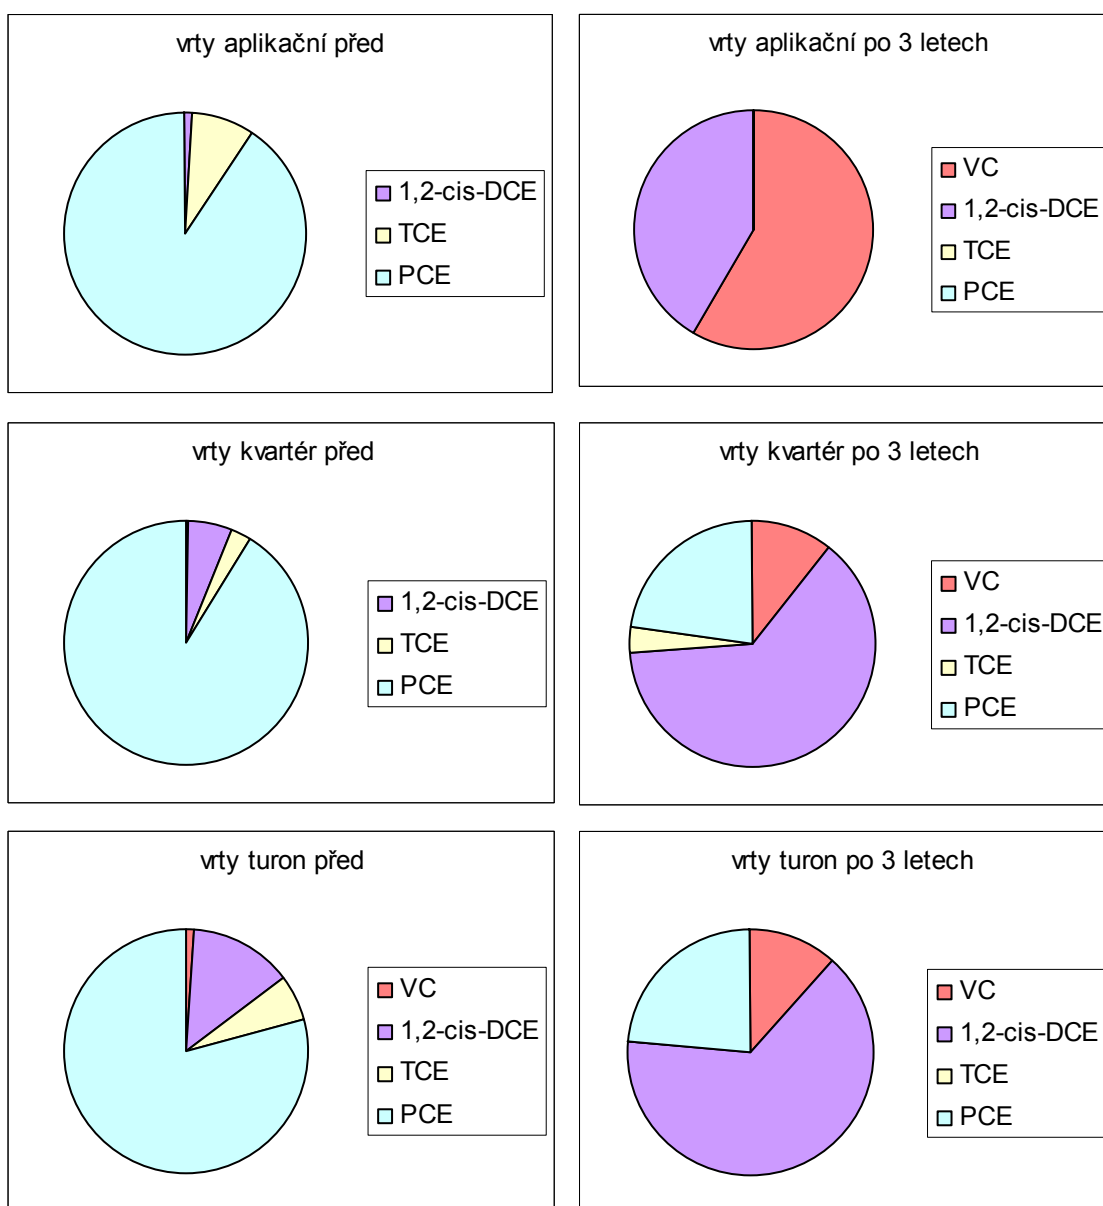 vrty aplikační před
1,2-cis-DCE
TCE
PCE
vrty aplikační po 3 letech
VC
1,2-cis-DCE
TCE
PCE
vrty kvartér před
1,2-cis-DCE
TCE
PCE
vrty kvartér po 3 letech
VC
1,2-cis-DCE
TCE
PCE
vrty turon před
VC
1,2-cis-DCE
TCE
PCE
vrty turon po 3 letech
VC
1,2-cis-DCE
TCE
PCE